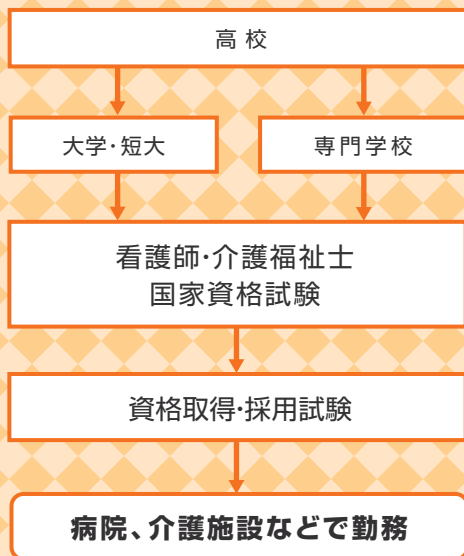 高校
大学・短大
専門学校
看護師・介護福祉士
国家資格試験
資格取得・採用試験
病院、介護施設などで勤務